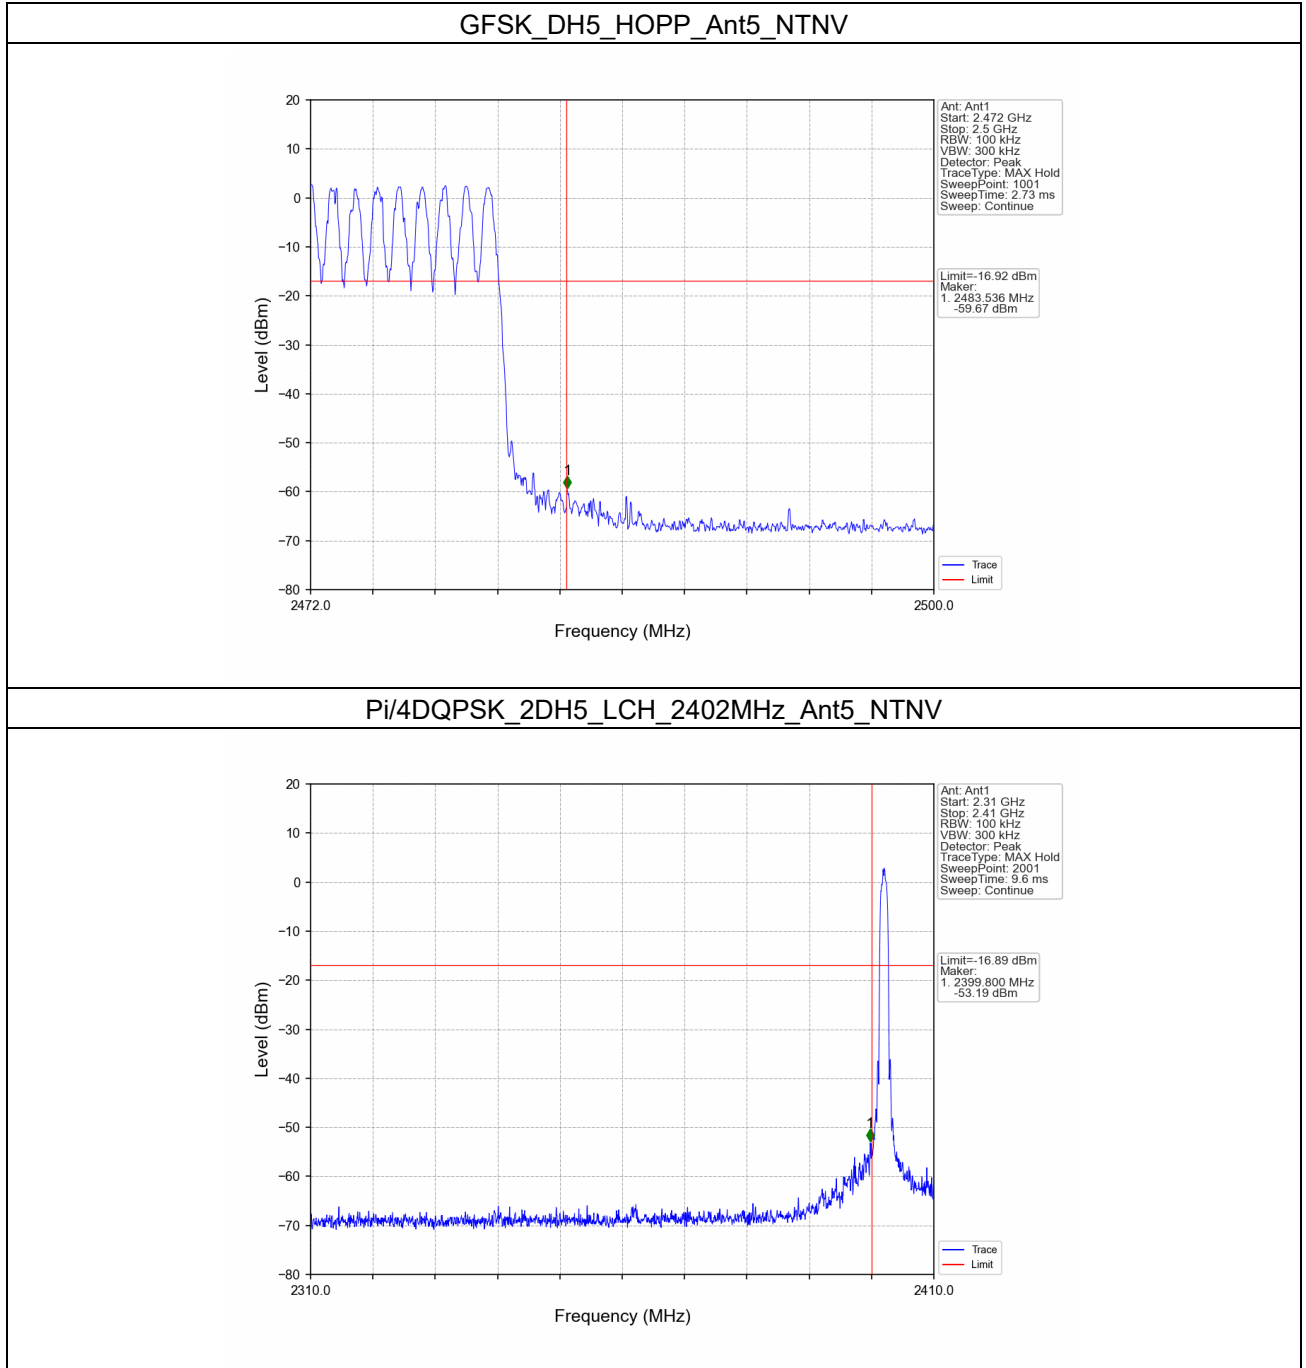 GFSK_DH5_HOPP_Ant5_NTNV
20
10
0
−10
−20
−30
−40
−50
−60
−70
−80
Level (dBm)
1
2472.0
2500.0
Frequency (MHz)
Ant: Ant1
Start: 2.472 GHz
Stop: 2.5 GHz
RBW: 100 kHz
VBW: 300 kHz
Detector: Peak
TraceType: MAX Hold
SweepPoint: 1001
SweepTime: 2.73 ms
Sweep: Continue
Limit=-16.92 dBm
Maker:
1. 2483.536 MHz
-59.67 dBm
Trace
Limit
Pi/4DQPSK_2DH5_LCH_2402MHz_Ant5_NTNV
20
10
0
−10
−20
−30
−40
−50
−60
−70
−80
Level (dBm)
1
2310.0
2410.0
Frequency (MHz)
Ant: Ant1
Start: 2.31 GHz
Stop: 2.41 GHz
RBW: 100 kHz
VBW: 300 kHz
Detector: Peak
TraceType: MAX Hold
SweepPoint: 2001
SweepTime: 9.6 ms
Sweep: Continue
Limit=-16.89 dBm
Maker:
1. 2399.800 MHz
-53.19 dBm
Trace
Limit